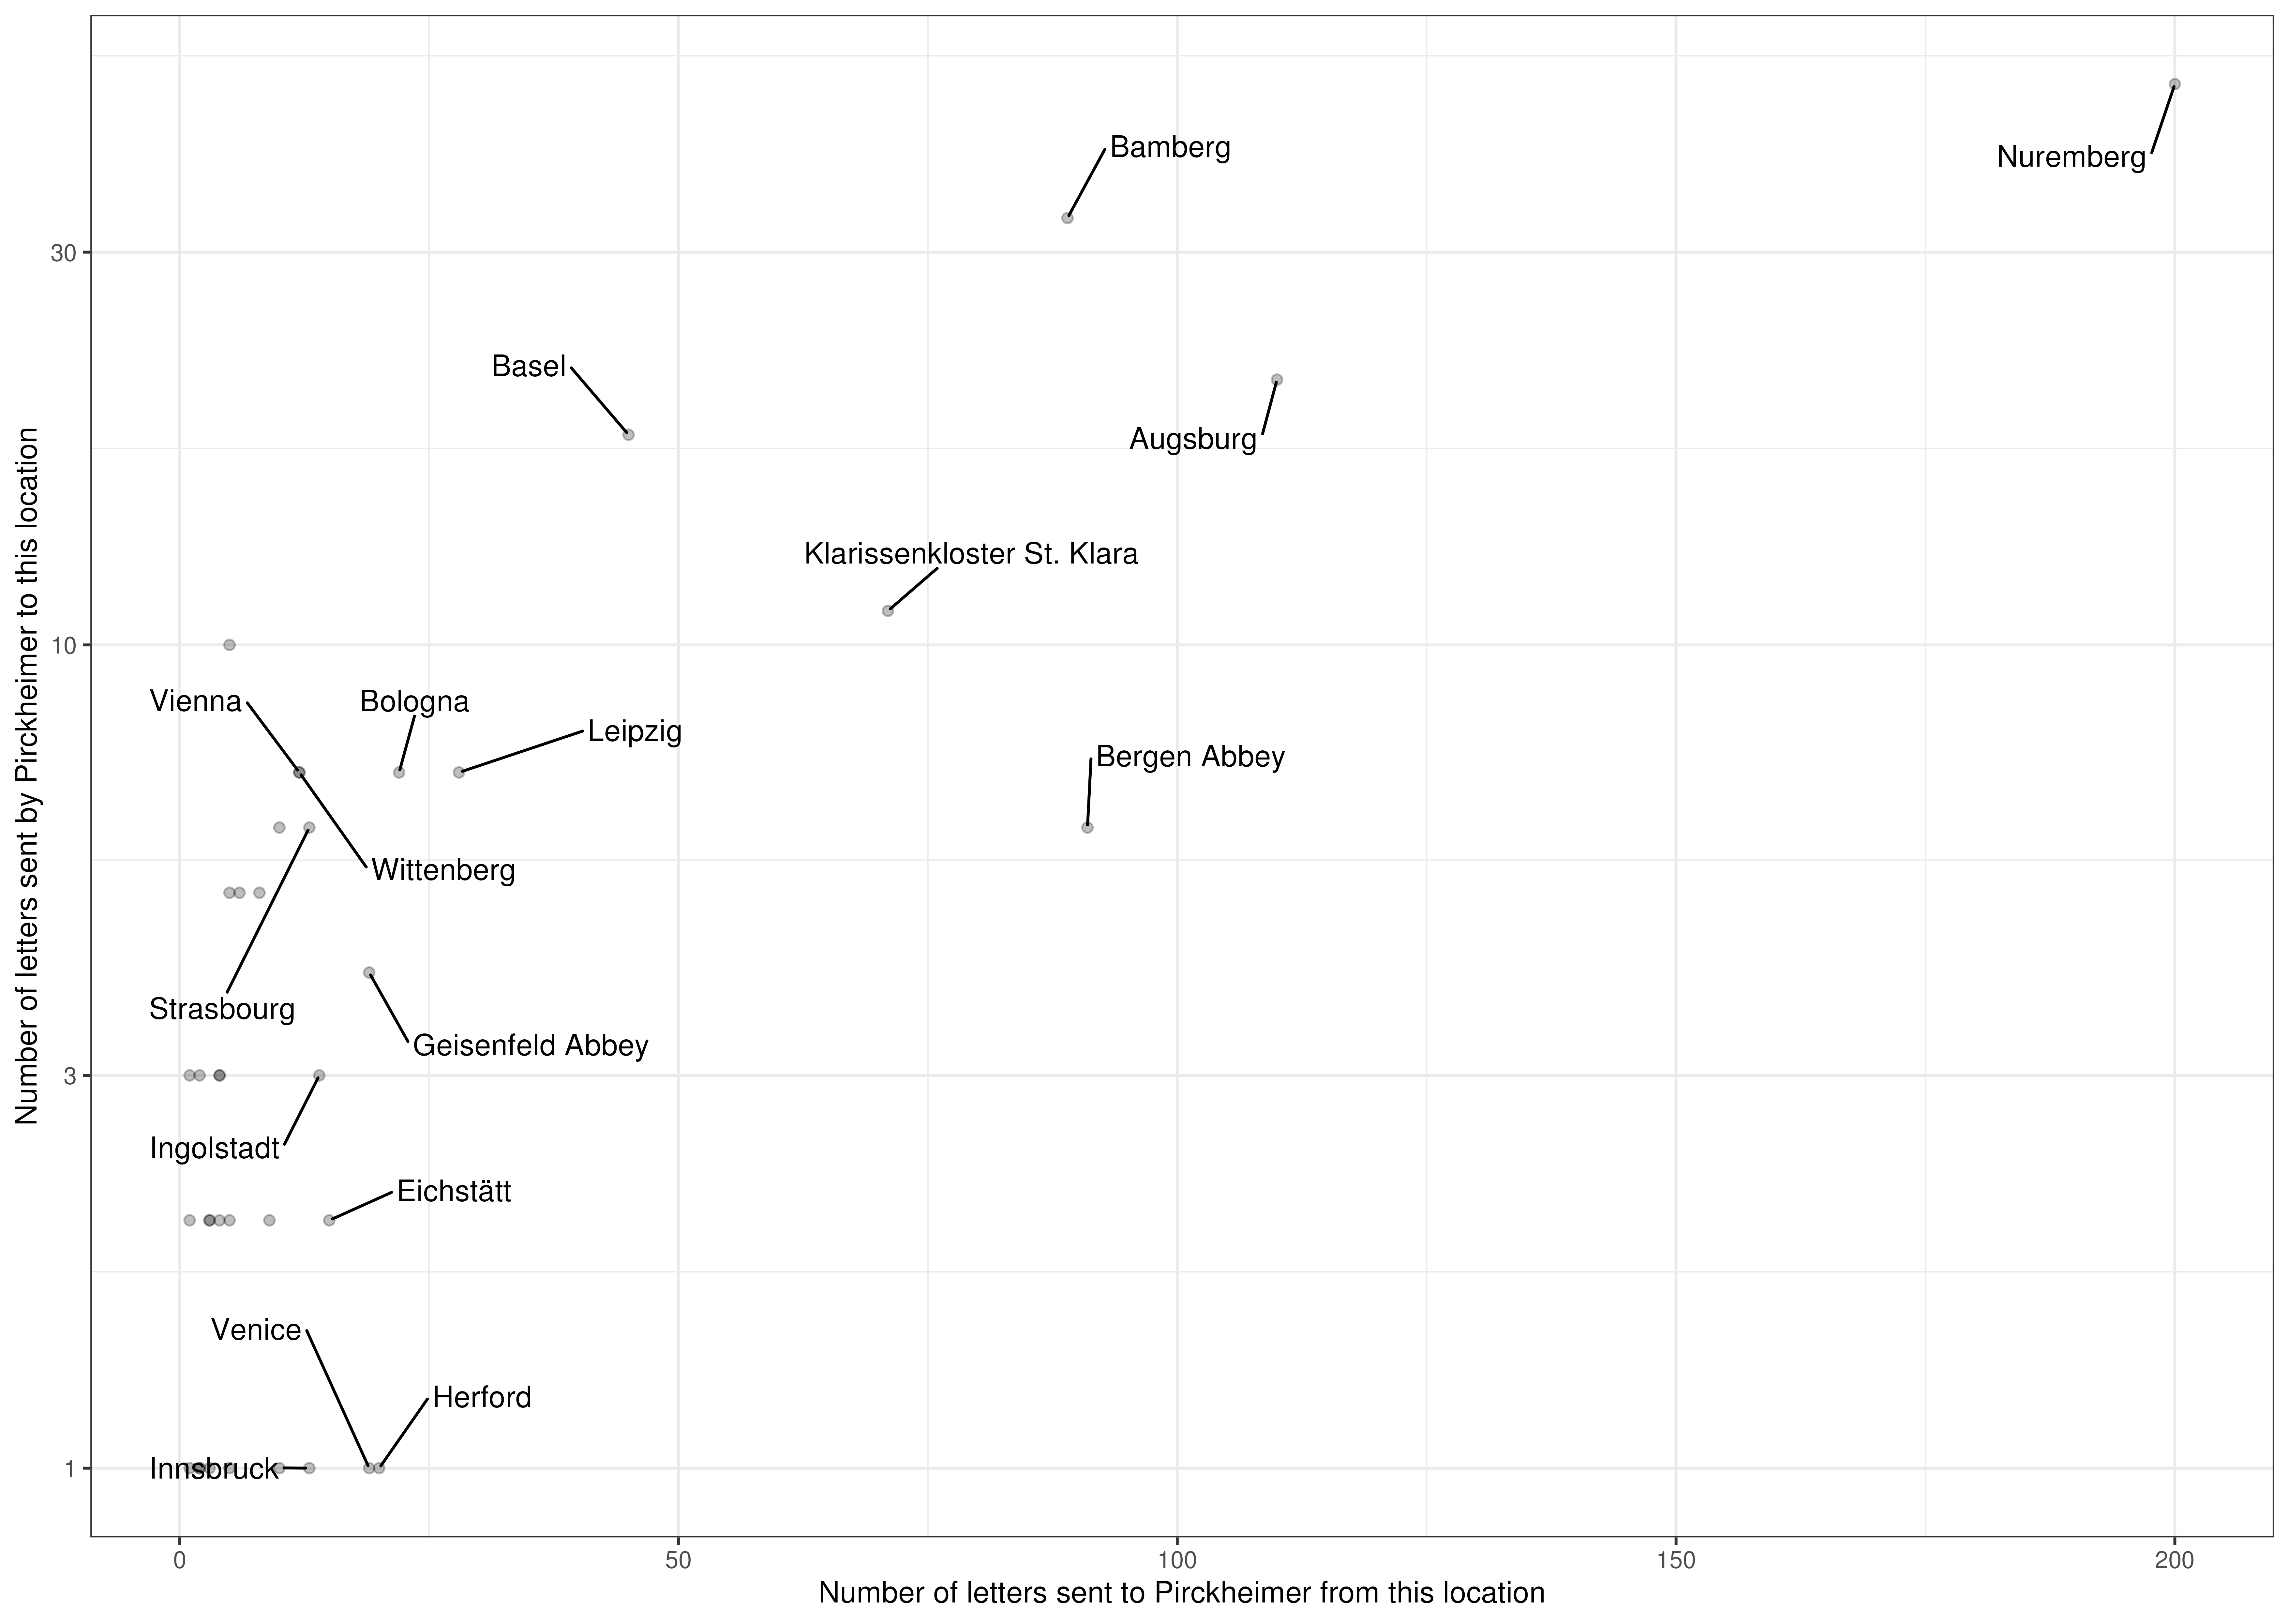 Bamberg
Nuremberg
30
Basel
Augsburg
Klarissenkloster St. Klara
10
Vienna
Bologna
Leipzig
Bergen Abbey
Wittenberg
Strasbourg
Geisenfeld Abbey
3
Ingolstadt
Eichstätt
Venice
Herford
1
Innsbruck
0
50
100
150
200
Number of letters sent to Pirckheimer from this location
Number of letters sent by Pirckheimer to this location